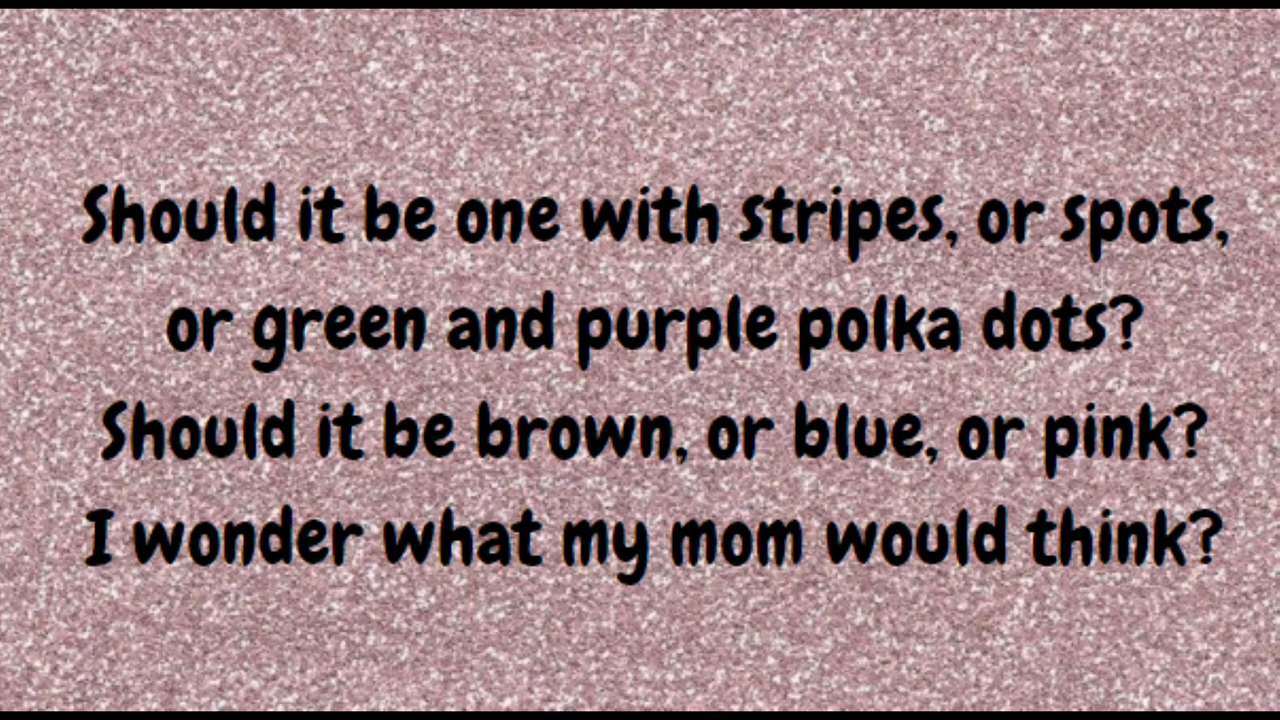 Should it be one with stripes, or spots,
or green and purple polka dots?
Should it be brown, or blue, or pink?
I wonder what my mom would think?